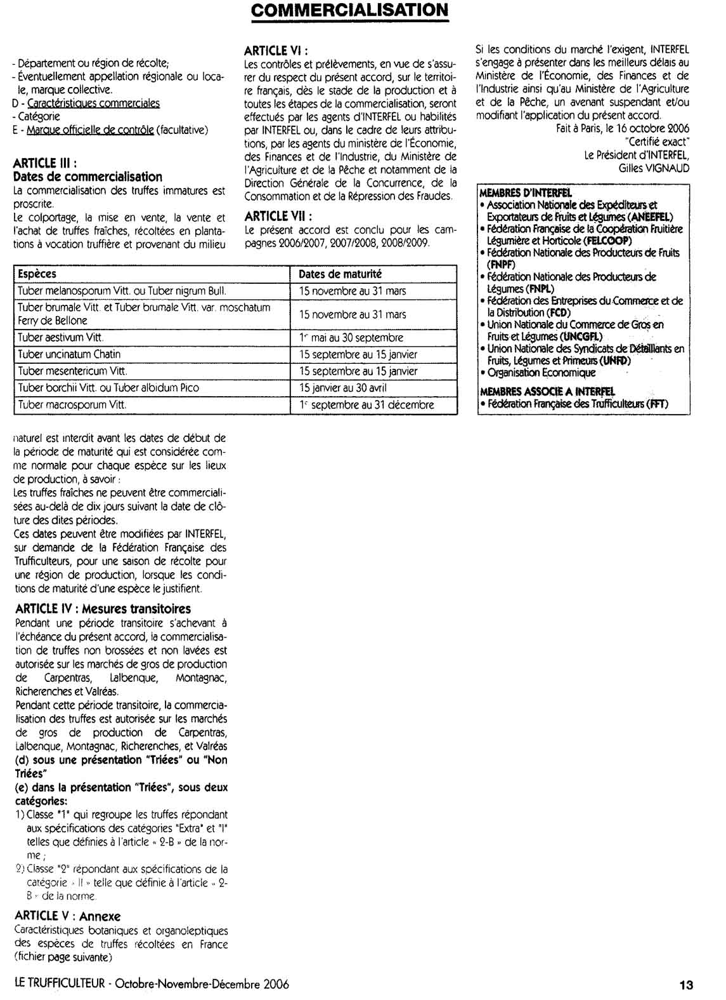 COMMERCIALISATION
- Département ou région de récolte;
- Éventuellement appellation régionale ou loca-
le, marque collective.
D - Caractéristiques commerciales
- Catégorie
E - Marque officielle de contrôle (facultative)
ARTICLE III :
Dates de commercialisation
La commercialisation des truffes immatures est
proscrite.
Le colportage, la mise en vente, la vente et
l'achat de truffes fraîches, récoltées en planta-
tions à vocation truffière et provenant du milieu
ARTICLE VI :
Les contrôles et prélèvements, en vue de s'assu-
rer du respect du présent accord, sur le territoi-
re français, dès le stade de la production et à
toutes les étapes de la commercialisation, seront
effectués par les agents d'INTERFEL ou habilités
par INTERFEL ou, dans le cadre de leurs attribu-
tions, par les agents du ministère de l'Économie,
des Finances et de l'Industrie, du Ministère de
l'Agriculture et de la Pêche et notamment de la
Direction Générale de la Concurrence, de la
Consommation et de la Répression des Fraudes.
ARTICLE VII :
Le présent accord est conclu pour les cam-
pagnes 2006/2007, 2007/2008, 2008/2009.
Si les conditions du marché l'exigent, INTERFEL
s'engage à présenter dans les meilleurs délais au
Ministère de l'Économie, des Finances et de
l'Industrie ainsi qu'au Ministère de l'Agriculture
et de la Pêche, un avenant suspendant et/ou
modifiant l'application du présent accord.
Fait à Paris, le 16 octobre 2006
"Certifié exact"
Le Président d'INTERFEL,
Gilles VIGNAUD
MEMBRES D'INTERFEL
• Association Nationale des Expéditeurs et
Exportateurs de Fruits et Légumes (ANEEFEL)
• Fédération Française de la Coopération Fruitière
Légumière et Horticole (FELCOOP)
• Fédération Nationale des Producteurs de Fruits
(FNPF)
• Fédération Nationale des Producteurs de
Légumes (FNPL)
• Fédération des Entreprises du Commerce et de
la Distribution (FCD)
• Union Nationale du Commerce de Gros en
Fruits et Légumes (UNCGFL)
• Union Nationale des Syndicats de Détaillants en
Fruits, Légumes et Primeurs (UNFD)
• Organisation Economique
MEMBRES ASSOCIE A INTERFEL
• Fédération Française des Trufficulteurs (FFT)
Espèces Dates de maturité
Tuber melanosporum Vitt. ou Tuber nigrum Bull. 15 novembre au 31 mars
Tuber brumale Vitt. et Tuber brumale Vitt. var. moschatum
Ferry de Bellone 15 novembre au 31 mars
Tuber aestivum Vitt. 1er mai au 30 septembre
Tuber uncinatum Chatin 15 septembre au 15 janvier
Tuber mesentericum Vitt. 15 septembre au 15 janvier
Tuber borchii Vitt. ou Tuber albidum Pico 15 janvier au 30 avril
Tuber macrosporum Vitt. 1er septembre au 31 décembre
naturel est interdit avant les dates de début de
la période de maturité qui est considérée com-
me normale pour chaque espèce sur les lieux
de production, à savoir :
Les truffes fraîches ne peuvent être commerciali-
sées au-delà de dix jours suivant la date de clô-
ture des dites périodes.
Ces dates peuvent être modifiées par INTERFEL,
sur demande de la Fédération Française des
Trufficulteurs, pour une saison de récolte pour
une région de production, lorsque les condi-
tions de maturité d'une espèce le justifient.
ARTICLE IV : Mesures transitoires
Pendant une période transitoire s'achevant à
l'échéance du présent accord, la commercialisa-
tion de truffes non brossées et non lavées est
autorisée sur les marchés de gros de production
de Carpentras, Lalbenque, Montagnac,
Richerenches et Valréas.
Pendant cette période transitoire, la commercia-
lisation des truffes est autorisée sur les marchés
de gros de production de Carpentras,
Lalbenque, Montagnac, Richerenches, et Valréas
(d) sous une présentation "Triées" ou "Non
Triées"
(e) dans la présentation "Triées", sous deux
catégories:
1) Classe "1" qui regroupe les truffes répondant
aux spécifications des catégories "Extra" et "I"
telles que définies à l'article « 2-B » de la nor-
me ;
2) Classe "2" répondant aux spécifications de la
catégorie « II » telle que définie à l'article « 2-
B » de la norme.
ARTICLE V : Annexe
Caractéristiques botaniques et organoleptiques
des espèces de truffes récoltées en France
(fichier page suivante)
LE TRUFFICULTEUR - Octobre-Novembre-Décembre 2006
13